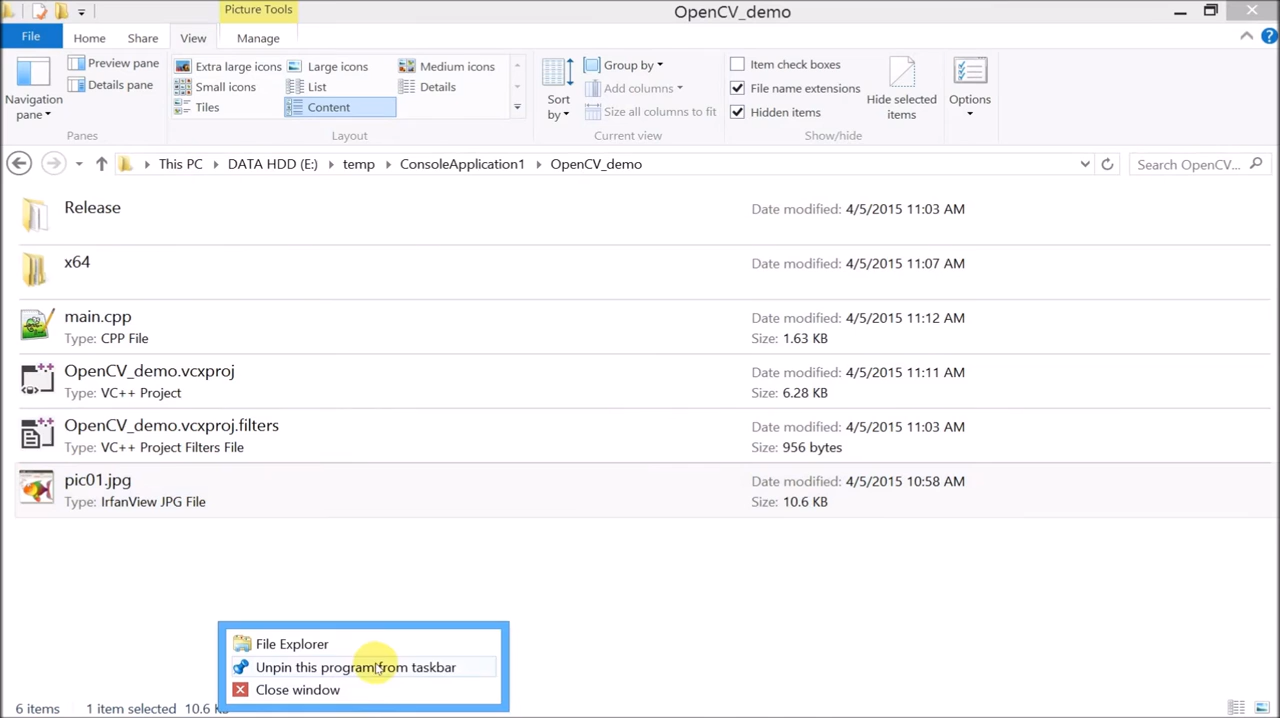 Picture Tools
OpenCV_demo
File
Home
Share
View
Manage
Navigation pane
Preview pane
Details pane
Panes
Extra large icons
Large icons
Medium icons
Small icons
List
Details
Tiles
Content
Layout
Sort by
Group by
Add columns
Size all columns to fit
Current view
Item check boxes
File name extensions
Hidden items
Hide selected items
Show/hide
Options
This PC
DATA HDD (E:)
temp
ConsoleApplication1
OpenCV_demo
Search OpenCV...
Release
Date modified: 4/5/2015 11:03 AM
x64
Date modified: 4/5/2015 11:07 AM
main.cpp
Type: CPP File
Date modified: 4/5/2015 11:12 AM
Size: 1.63 KB
OpenCV_demo.vcxproj
Type: VC++ Project
Date modified: 4/5/2015 11:11 AM
Size: 6.28 KB
OpenCV_demo.vcxproj.filters
Type: VC++ Project Filters File
Date modified: 4/5/2015 11:03 AM
Size: 956 bytes
pic01.jpg
Type: IrfanView JPG File
Date modified: 4/5/2015 10:58 AM
Size: 10.6 KB
File Explorer
Unpin this program from taskbar
Close window
6 items
1 item selected 10.6